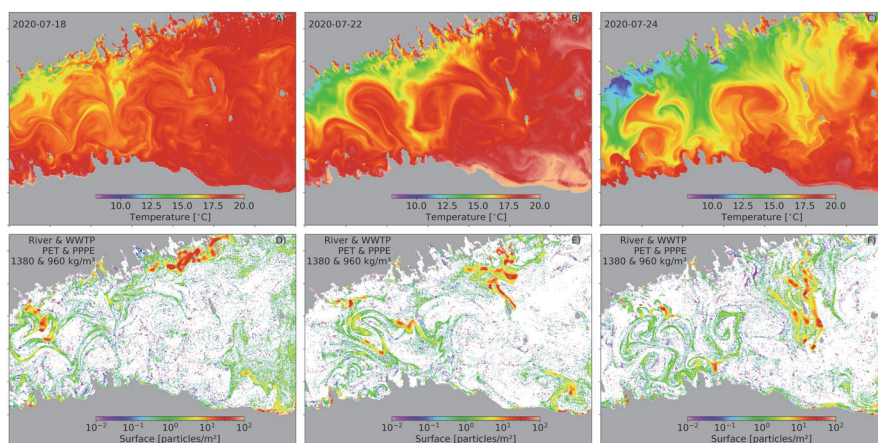 2020-07-18
A)
10.0 12.5 15.0 17.5 20.0
Temperature [°C]
2020-07-22
B)
10.0 12.5 15.0 17.5 20.0
Temperature [°C]
2020-07-24
C)
10.0 12.5 15.0 17.5 20.0
Temperature [°C]
River & WWTP
PET & PPPE
1380 & 960 kg/m³
D)
10⁻² 10⁻¹ 10⁰ 10¹ 10²
Surface [particles/m²]
River & WWTP
PET & PPPE
1380 & 960 kg/m³
E)
10⁻² 10⁻¹ 10⁰ 10¹ 10²
Surface [particles/m²]
River & WWTP
PET & PPPE
1380 & 960 kg/m³
F)
10⁻² 10⁻¹ 10⁰ 10¹ 10²
Surface [particles/m²]